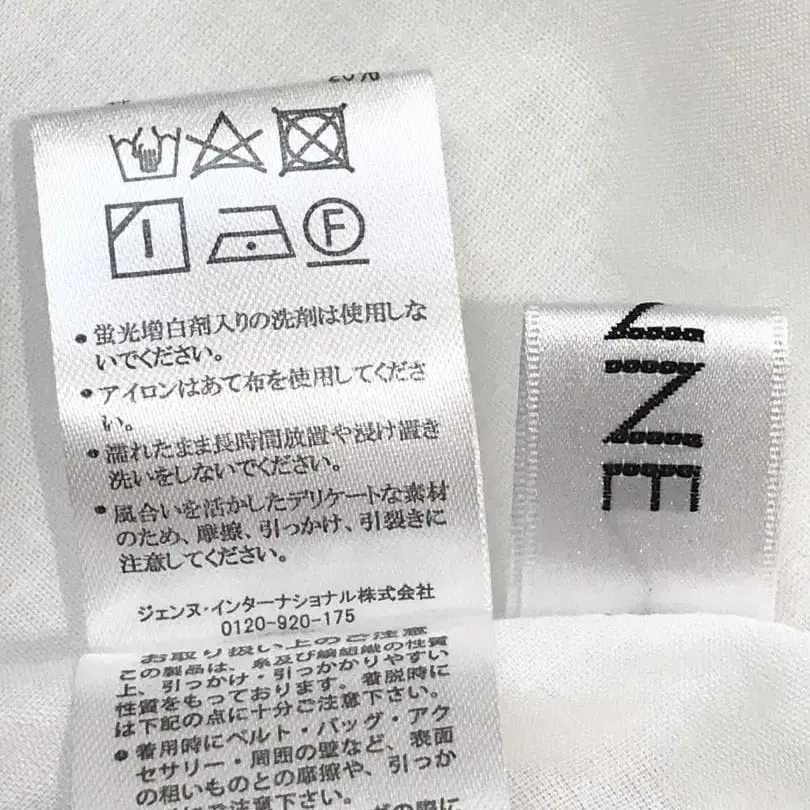 20%
・蛍光増白剤入りの洗剤は使用しな
いでください。
・アイロンはあて布を使用してくださ
い。
・濡れたまま長時間放置や浸け置き
洗いをしないでください。
・風合いを活かしたデリケートな素材
のため、摩擦、引っかけ、引裂きに
注意してください。
ジェンヌ・インターナショナル株式会社
0120-920-175
お取り扱い上のご注意
この製品は、糸及び編組織の性質
上、引っかけ・引っかかりやすい
性質をもっております。着脱時に
は下記の点に十分ご注意下さい。
・着用時にベルト・バッグ・アク
セサリー・周囲の壁など、表面
の粗いものとの摩擦や、引っか
けにご注意下さい。
NE